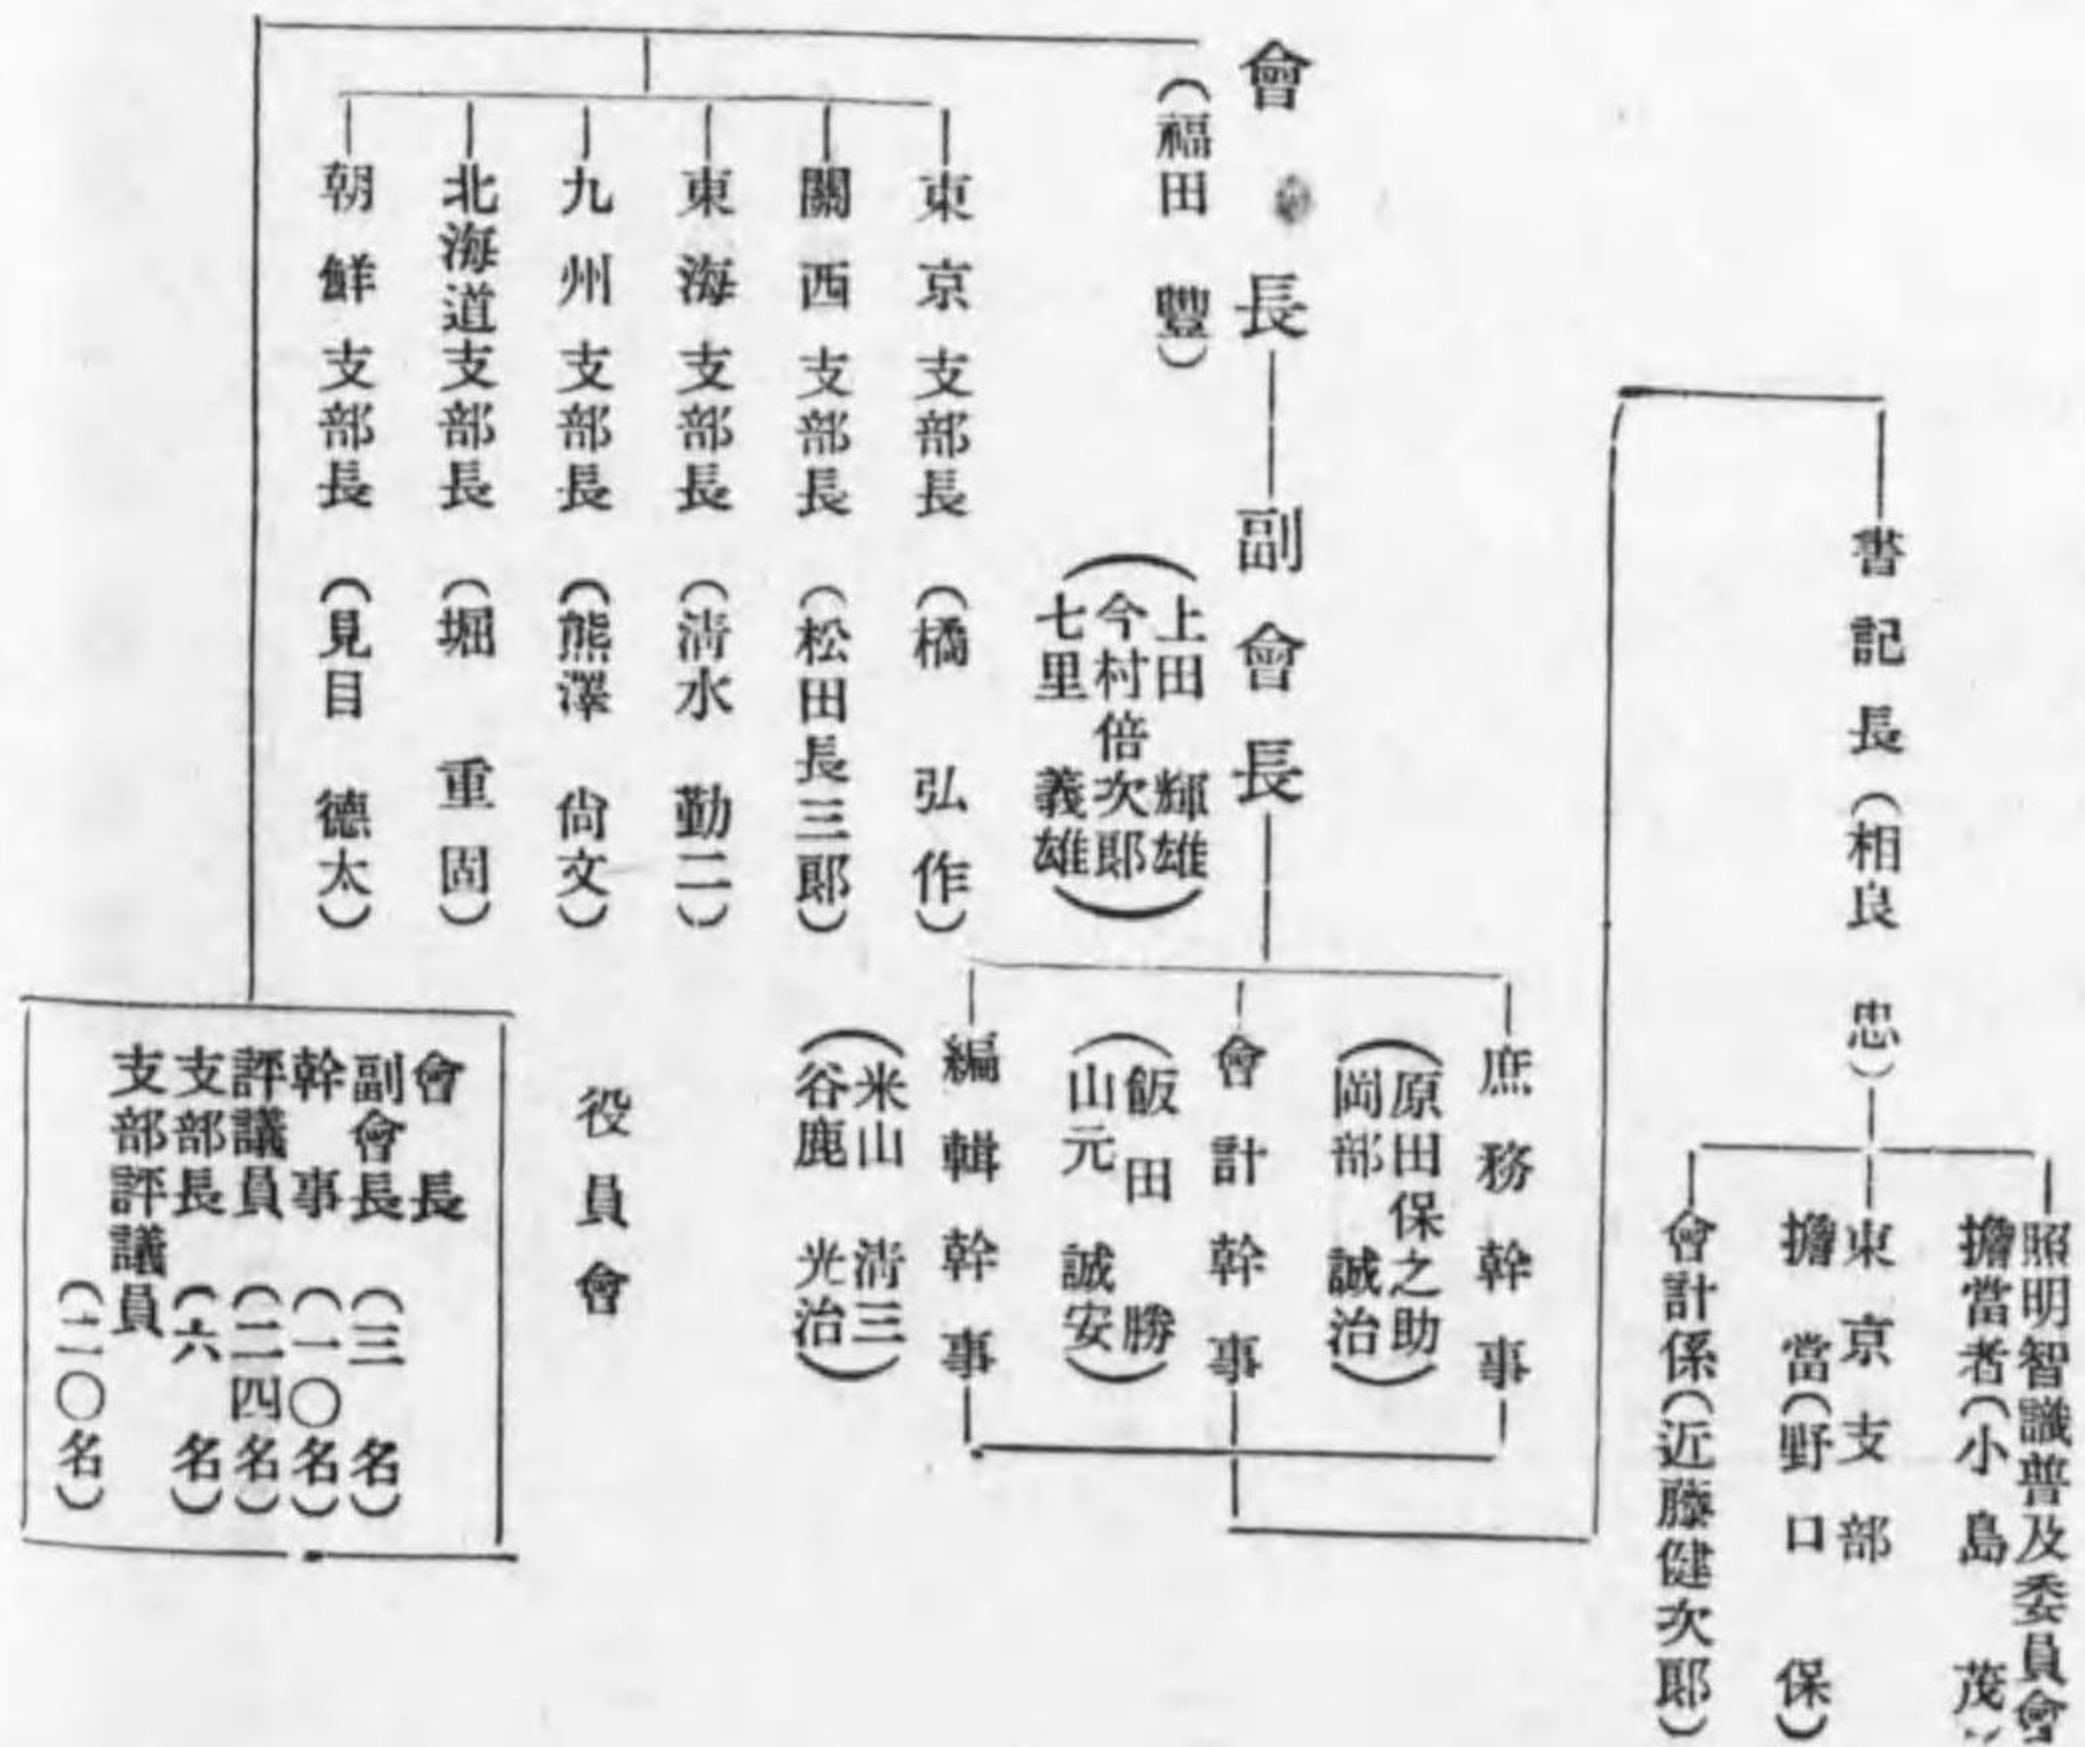 書記長(相良 忠)
照明智識普及委員會
擔當者(小島 茂)
東京支部
擔當(野口 保)
會計係(近藤健次郎)
會長
(福田 豐)
副會長
(上田 輝雄
今村倍次郎
七里 義雄)
庶務幹事
(原田保之助
岡部 誠治)
會計幹事
(飯田 勝
山元 誠安)
編輯幹事
(米山 淸三
谷鹿 光治)
東京支部長 (橘 弘作)
關西支部長 (松田長三郎)
東海支部長 (淸水 勤二)
九州支部長 (熊澤 尙文)
北海道支部長 (堀 重固)
朝鮮支部長 (見目 德太)
役員會
會長
副會長 (三名)
幹事 (一〇名)
評議員 (二四名)
支部長 (六名)
支部評議員
(二〇名)